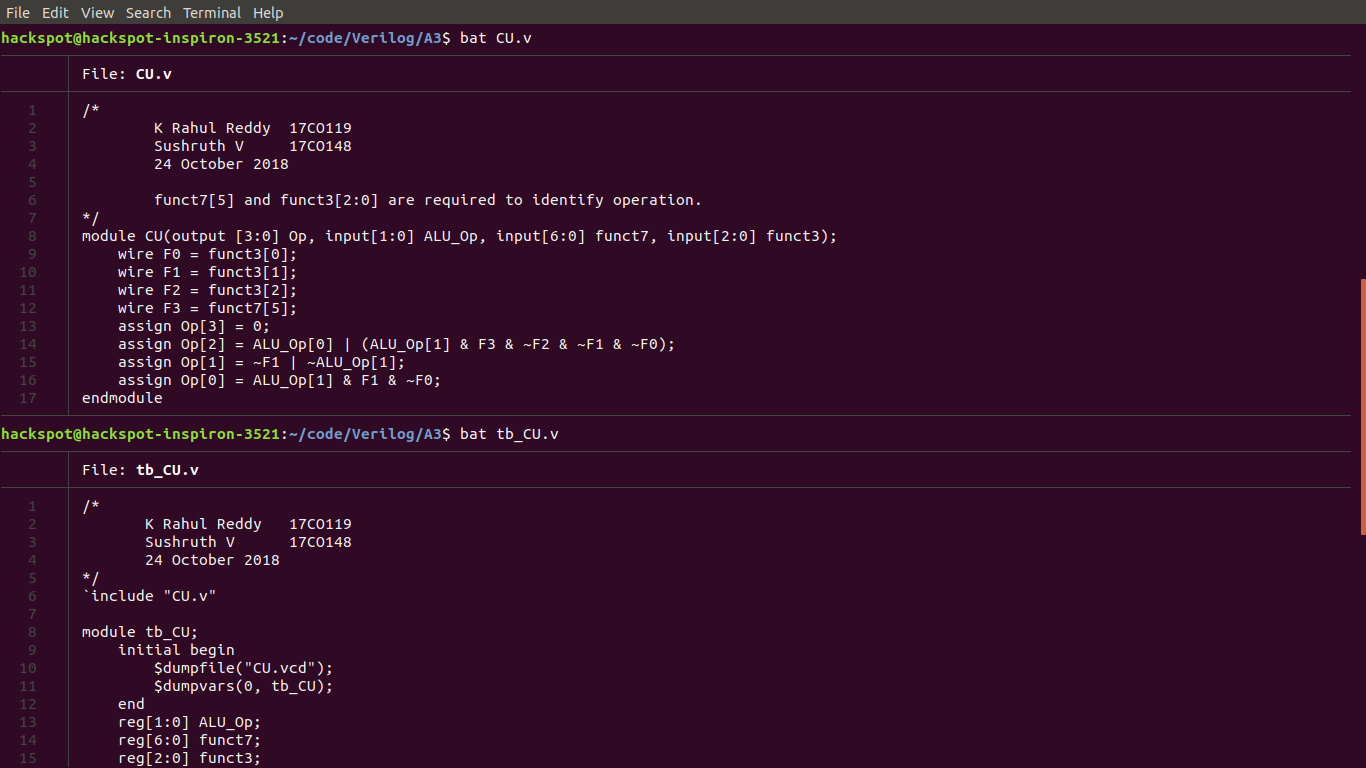 File Edit View Search Terminal Help
hackspot@hackspot-inspiron-3521:~/code/Verilog/A3$ bat CU.v
File: CU.v
1 /*
2 K Rahul Reddy 17CO119
3 Sushruth V 17CO148
4 24 October 2018
5
6 funct7[5] and funct3[2:0] are required to identify operation.
7 */
8 module CU(output [3:0] Op, input[1:0] ALU_Op, input[6:0] funct7, input[2:0] funct3);
9 wire F0 = funct3[0];
10 wire F1 = funct3[1];
11 wire F2 = funct3[2];
12 wire F3 = funct7[5];
13 assign Op[3] = 0;
14 assign Op[2] = ALU_Op[0] | (ALU_Op[1] & F3 & ~F2 & ~F1 & ~F0);
15 assign Op[1] = ~F1 | ~ALU_Op[1];
16 assign Op[0] = ALU_Op[1] & F1 & ~F0;
17 endmodule
hackspot@hackspot-inspiron-3521:~/code/Verilog/A3$ bat tb_CU.v
File: tb_CU.v
1 /*
2 K Rahul Reddy 17CO119
3 Sushruth V 17CO148
4 24 October 2018
5 */
6 `include "CU.v"
7
8 module tb_CU;
9 initial begin
10 $dumpfile("CU.vcd");
11 $dumpvars(0, tb_CU);
12 end
13 reg[1:0] ALU_Op;
14 reg[6:0] funct7;
15 reg[2:0] funct3;